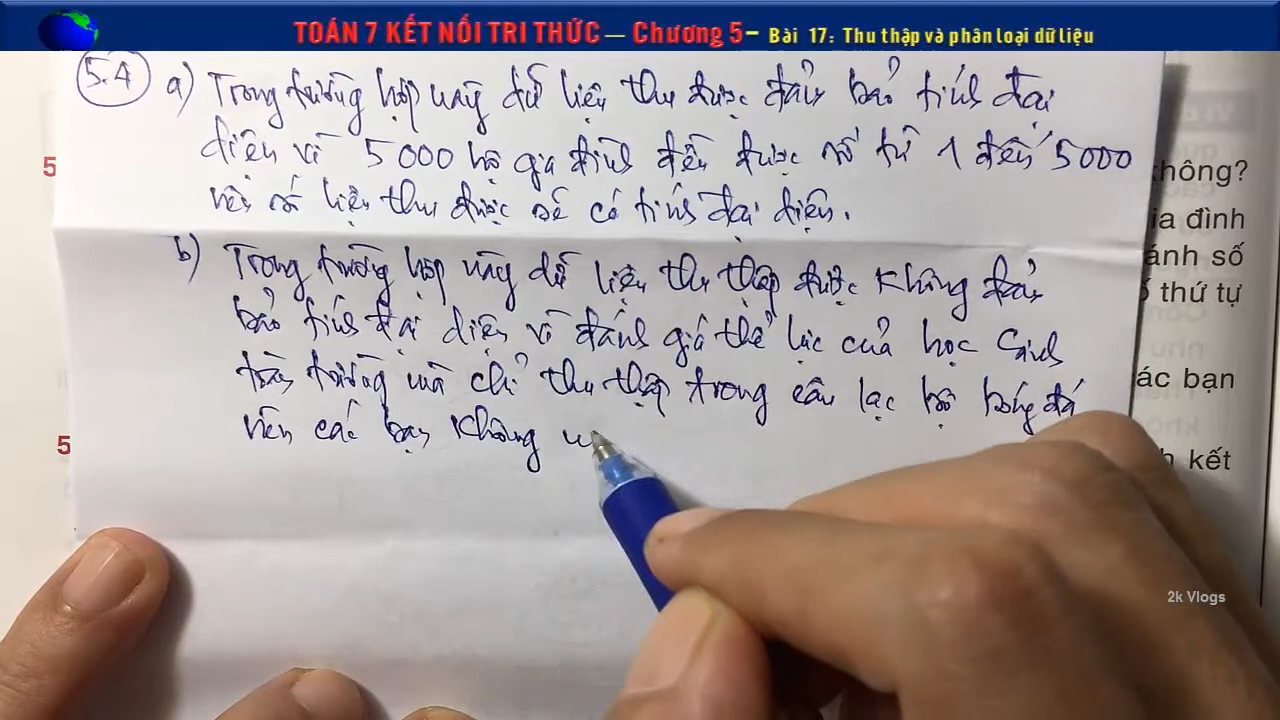 TOÁN 7 KẾT NỐI TRI THỨC — Chương 5– Bài 17: Thu thập và phân loại dữ liệu
5.4 a) Trong trường hợp này dữ liệu thu được đảm bảo tính đại
diện vì 5000 hộ gia đình đều được số từ 1 đến 5000
nên số liệu thu được sẽ có tính đại diện.
b) Trong trường hợp này dữ liệu thu thập được không đảm
bảo tính đại diện vì đánh giá thể lực của học sinh
toàn trường mà chỉ thu thập trong câu lạc bộ bóng đá
nên các bạn không
5
hông?
ia đình
ánh số
ố thứ tự
ác bạn
5
h kết
2k Vlogs